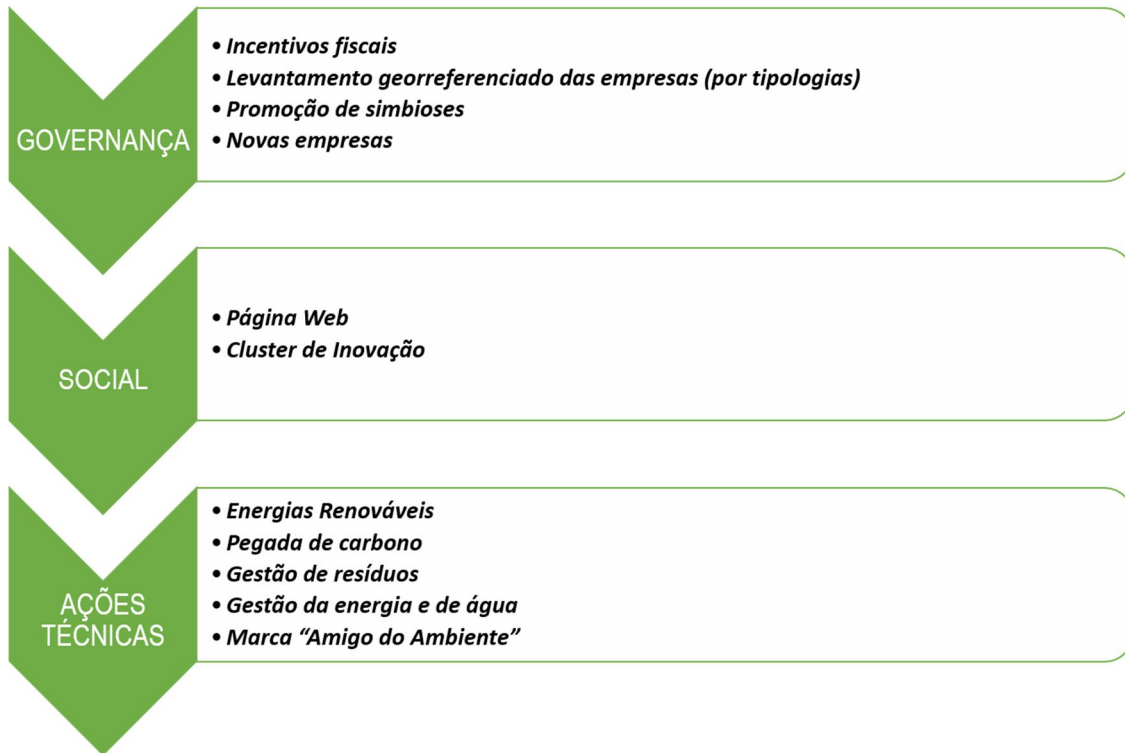 GOVERNANÇA
• Incentivos fiscais
• Levantamento georreferenciado das empresas (por tipologias)
• Promoção de simbioses
• Novas empresas
SOCIAL
• Página Web
• Cluster de Inovação
AÇÕES
TÉCNICAS
• Energias Renováveis
• Pegada de carbono
• Gestão de resíduos
• Gestão da energia e de água
• Marca “Amigo do Ambiente”